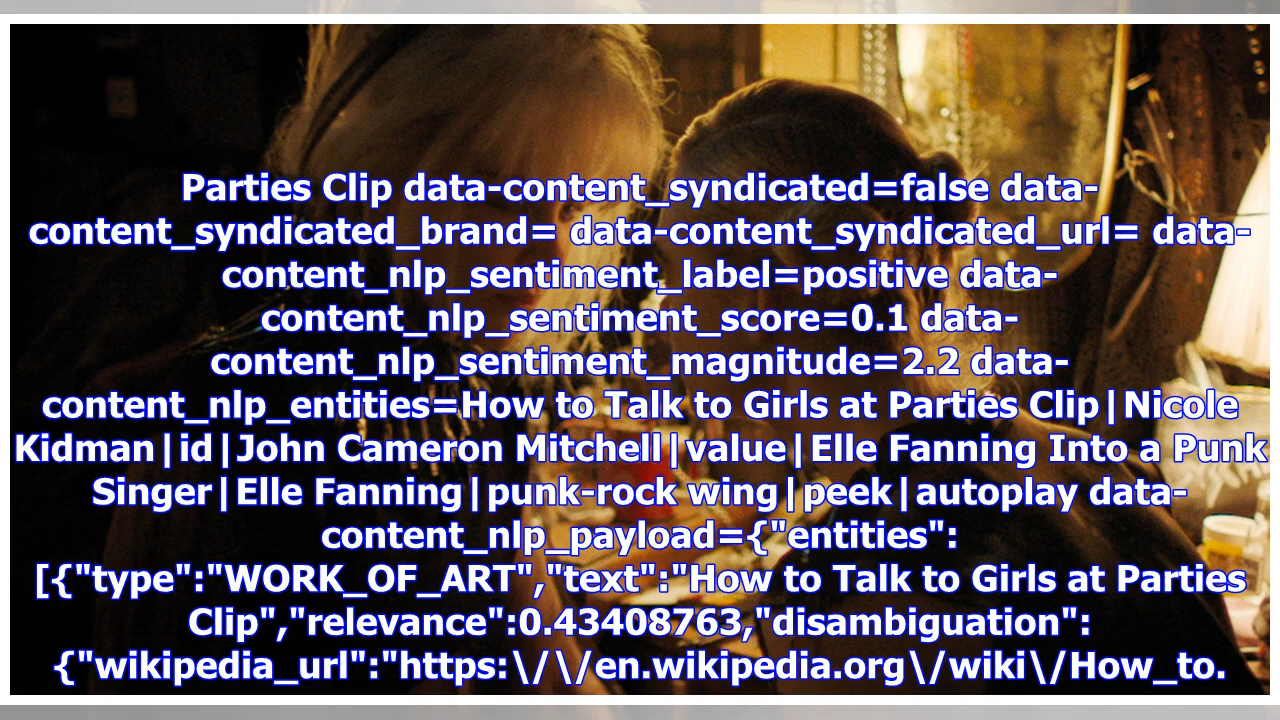 Parties Clip data-content_syndicated=false data-
content_syndicated_brand= data-content_syndicated_url= data-
content_nlp_sentiment_label=positive data-
content_nlp_sentiment_score=0.1 data-
content_nlp_sentiment_magnitude=2.2 data-
content_nlp_entities=How to Talk to Girls at Parties Clip|Nicole
Kidman|id|John Cameron Mitchell|value|Elle Fanning Into a Punk
Singer|Elle Fanning|punk-rock wing|peek|autoplay data-
content_nlp_payload={"entities":
[{"type":"WORK_OF_ART","text":"How to Talk to Girls at Parties
Clip","relevance":0.43408763,"disambiguation":
{"wikipedia_url":"https:\/\/en.wikipedia.org\/wiki\/How_to.